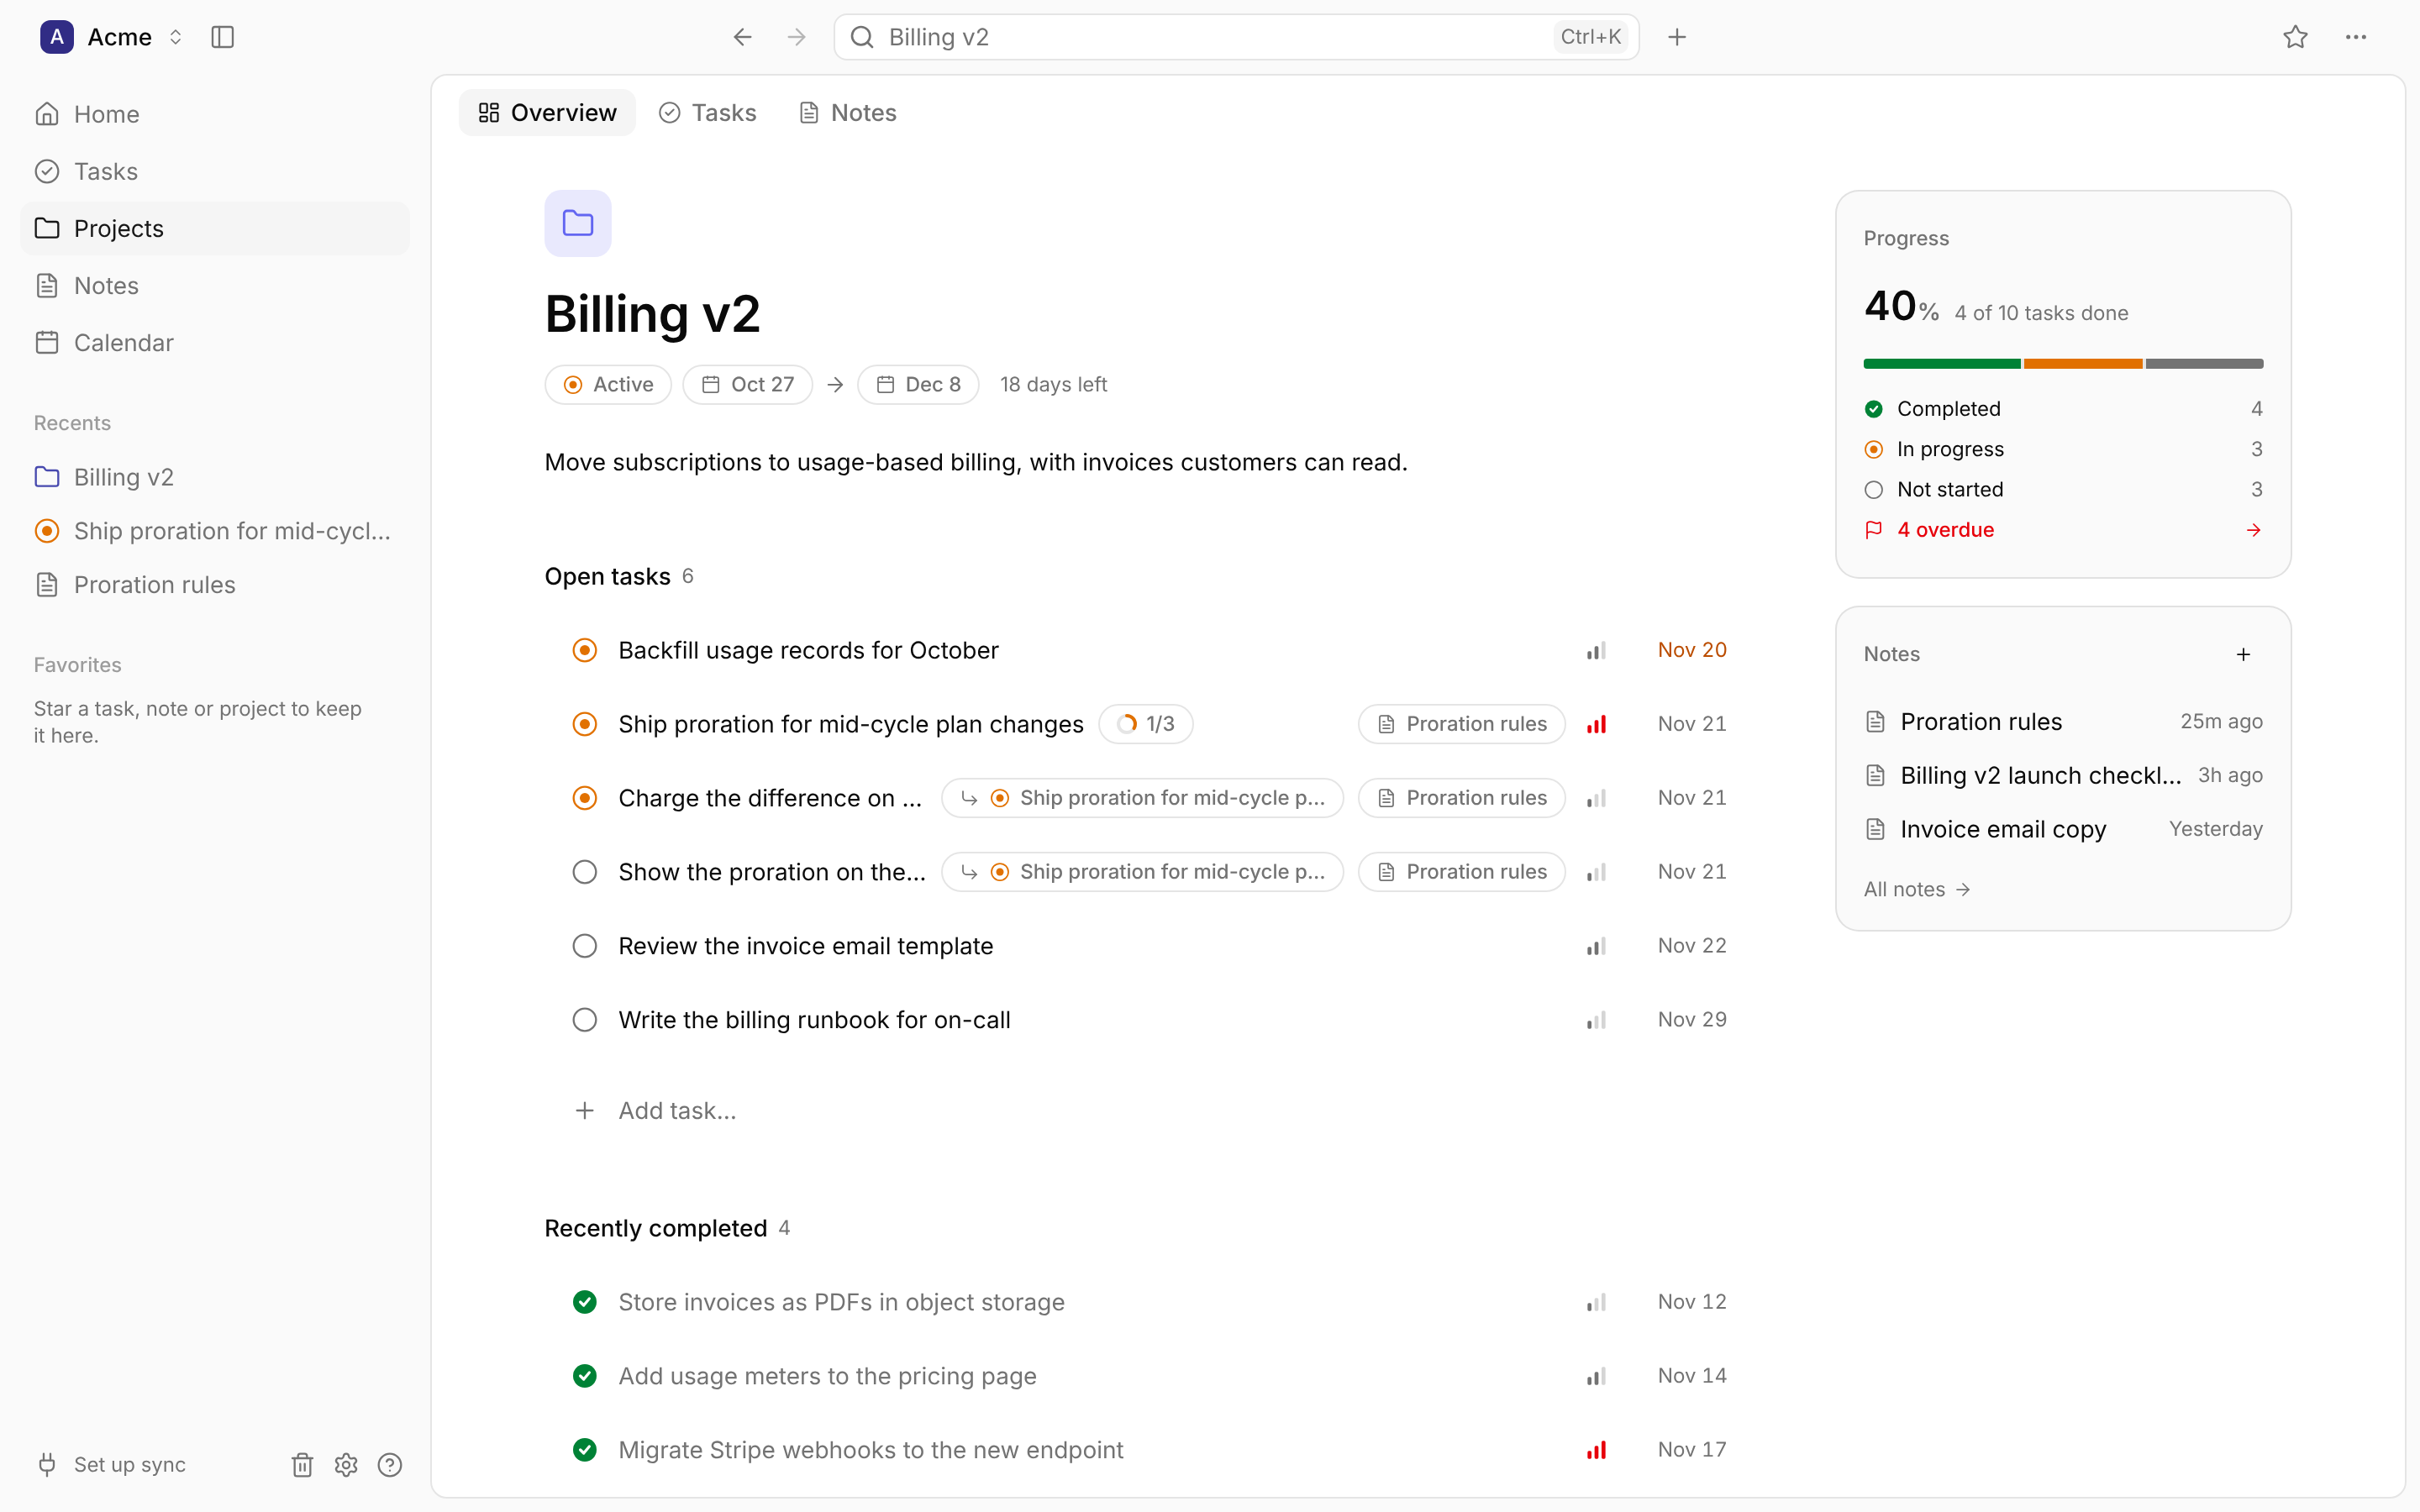 A Acme
Billing v2 Ctrl+K
Home
Tasks
Projects
Notes
Calendar
Recents
Billing v2
Ship proration for mid-cycl...
Proration rules
Favorites
Star a task, note or project to keep
it here.
Set up sync
Overview Tasks Notes
Billing v2
Active Oct 27 → Dec 8 18 days left
Move subscriptions to usage-based billing, with invoices customers can read.
Open tasks 6
Backfill usage records for October Nov 20
Ship proration for mid-cycle plan changes 1/3 Proration rules Nov 21
Charge the difference on ... Ship proration for mid-cycle p... Proration rules Nov 21
Show the proration on the... Ship proration for mid-cycle p... Proration rules Nov 21
Review the invoice email template Nov 22
Write the billing runbook for on-call Nov 29
Add task...
Recently completed 4
Store invoices as PDFs in object storage Nov 12
Add usage meters to the pricing page Nov 14
Migrate Stripe webhooks to the new endpoint Nov 17
Progress
40% 4 of 10 tasks done
Completed 4
In progress 3
Not started 3
4 overdue →
Notes
Proration rules 25m ago
Billing v2 launch checkl... 3h ago
Invoice email copy Yesterday
All notes →